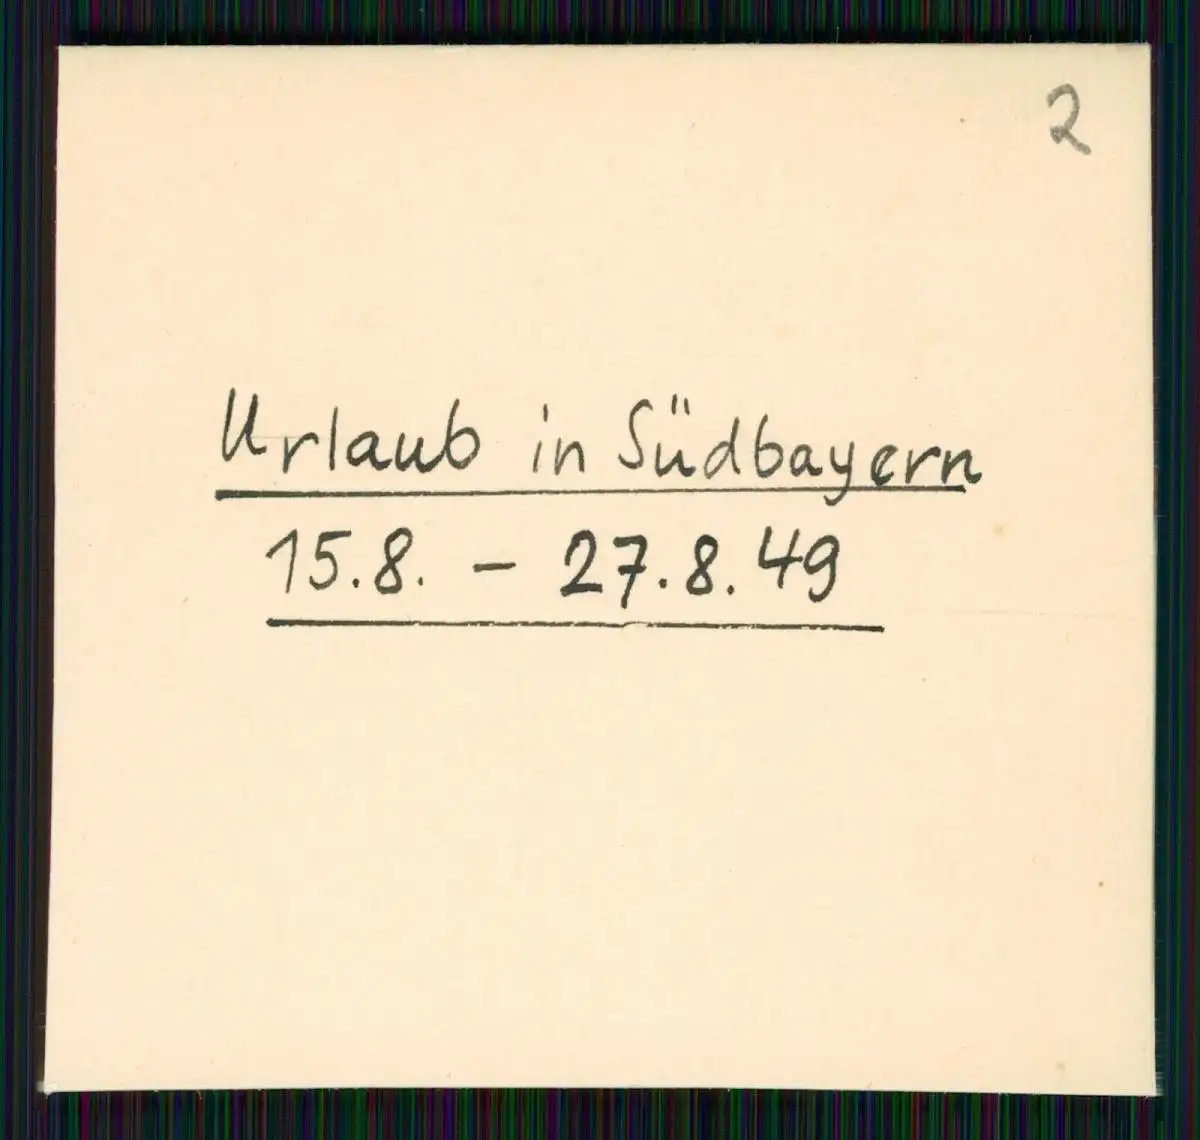 2
Urlaub in Südbayern
15.8. – 27.8.49